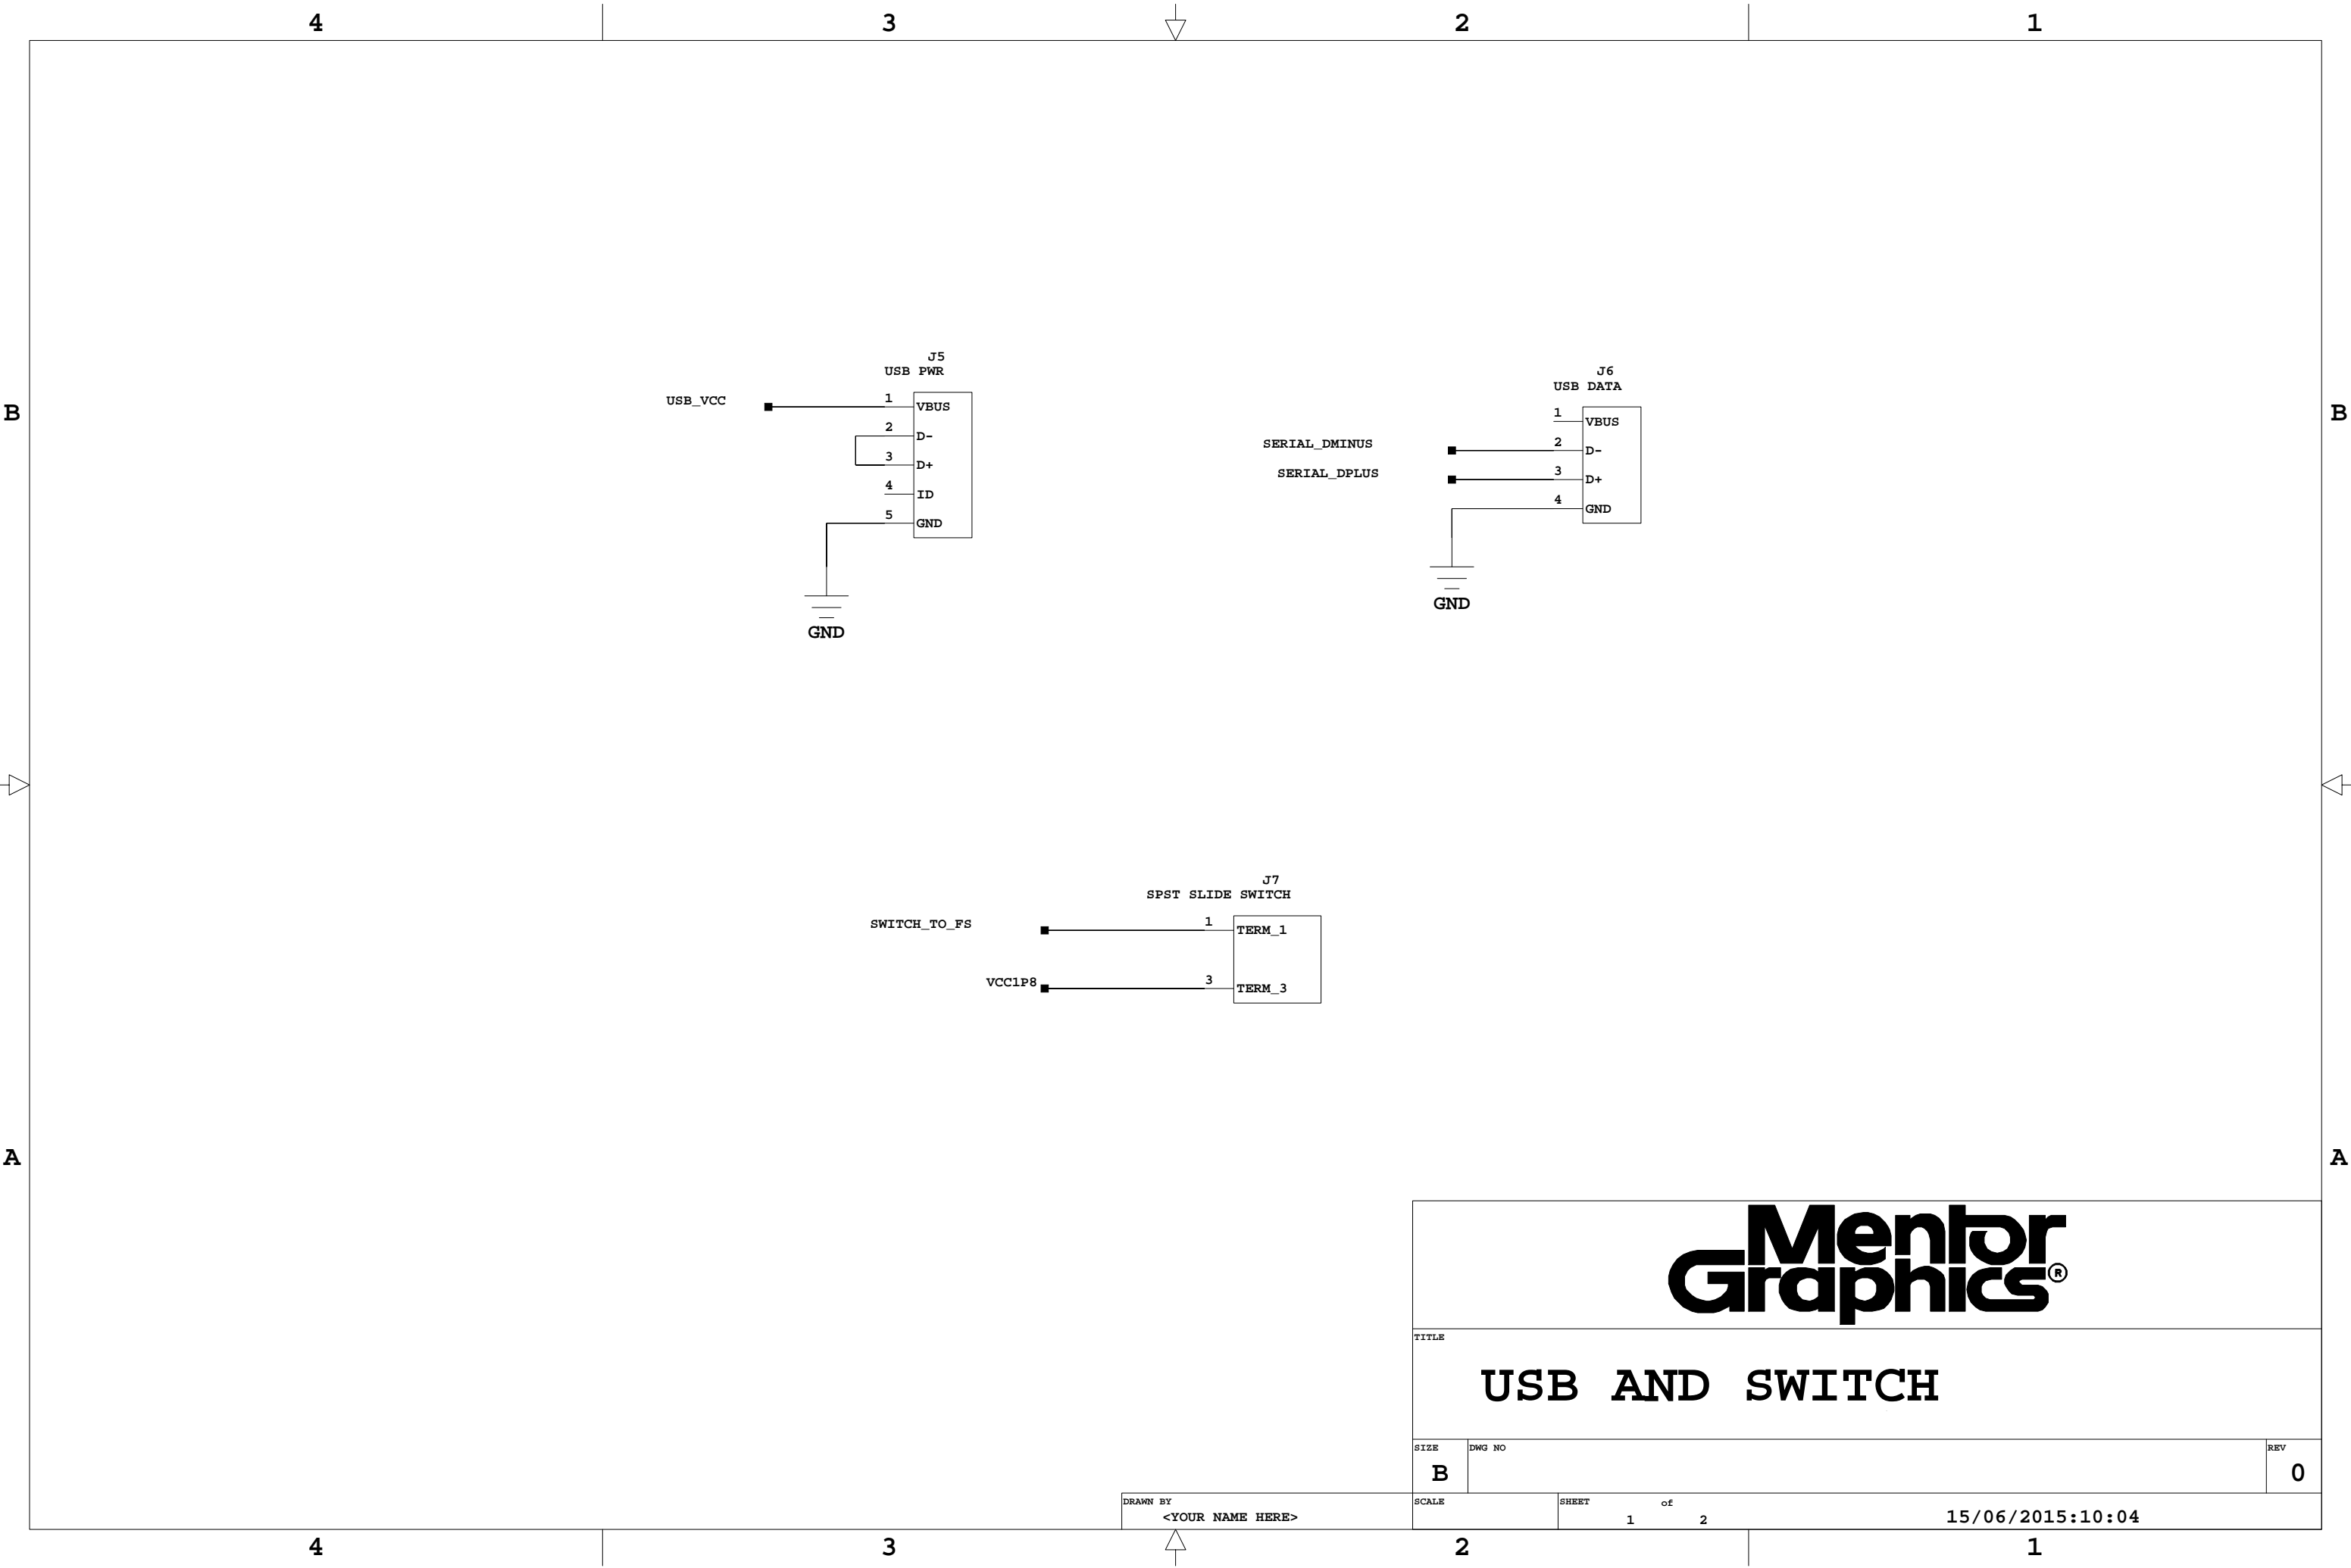 4 3 2 1
J5
USB PWR
USB_VCC
1 VBUS
2 D-
3 D+
4 ID
5 GND
GND
J6
USB DATA
1 VBUS
SERIAL_DMINUS 2 D-
SERIAL_DPLUS 3 D+
4 GND
GND
B B
J7
SPST SLIDE SWITCH
SWITCH_TO_FS 1 TERM_1
VCC1P8 3 TERM_3
A A
Mentor
Graphics®
TITLE
USB AND SWITCH
SIZE DWG NO REV
B 0
DRAWN BY
<YOUR NAME HERE>
SCALE SHEET of
1 2 15/06/2015:10:04
4 3 2 1